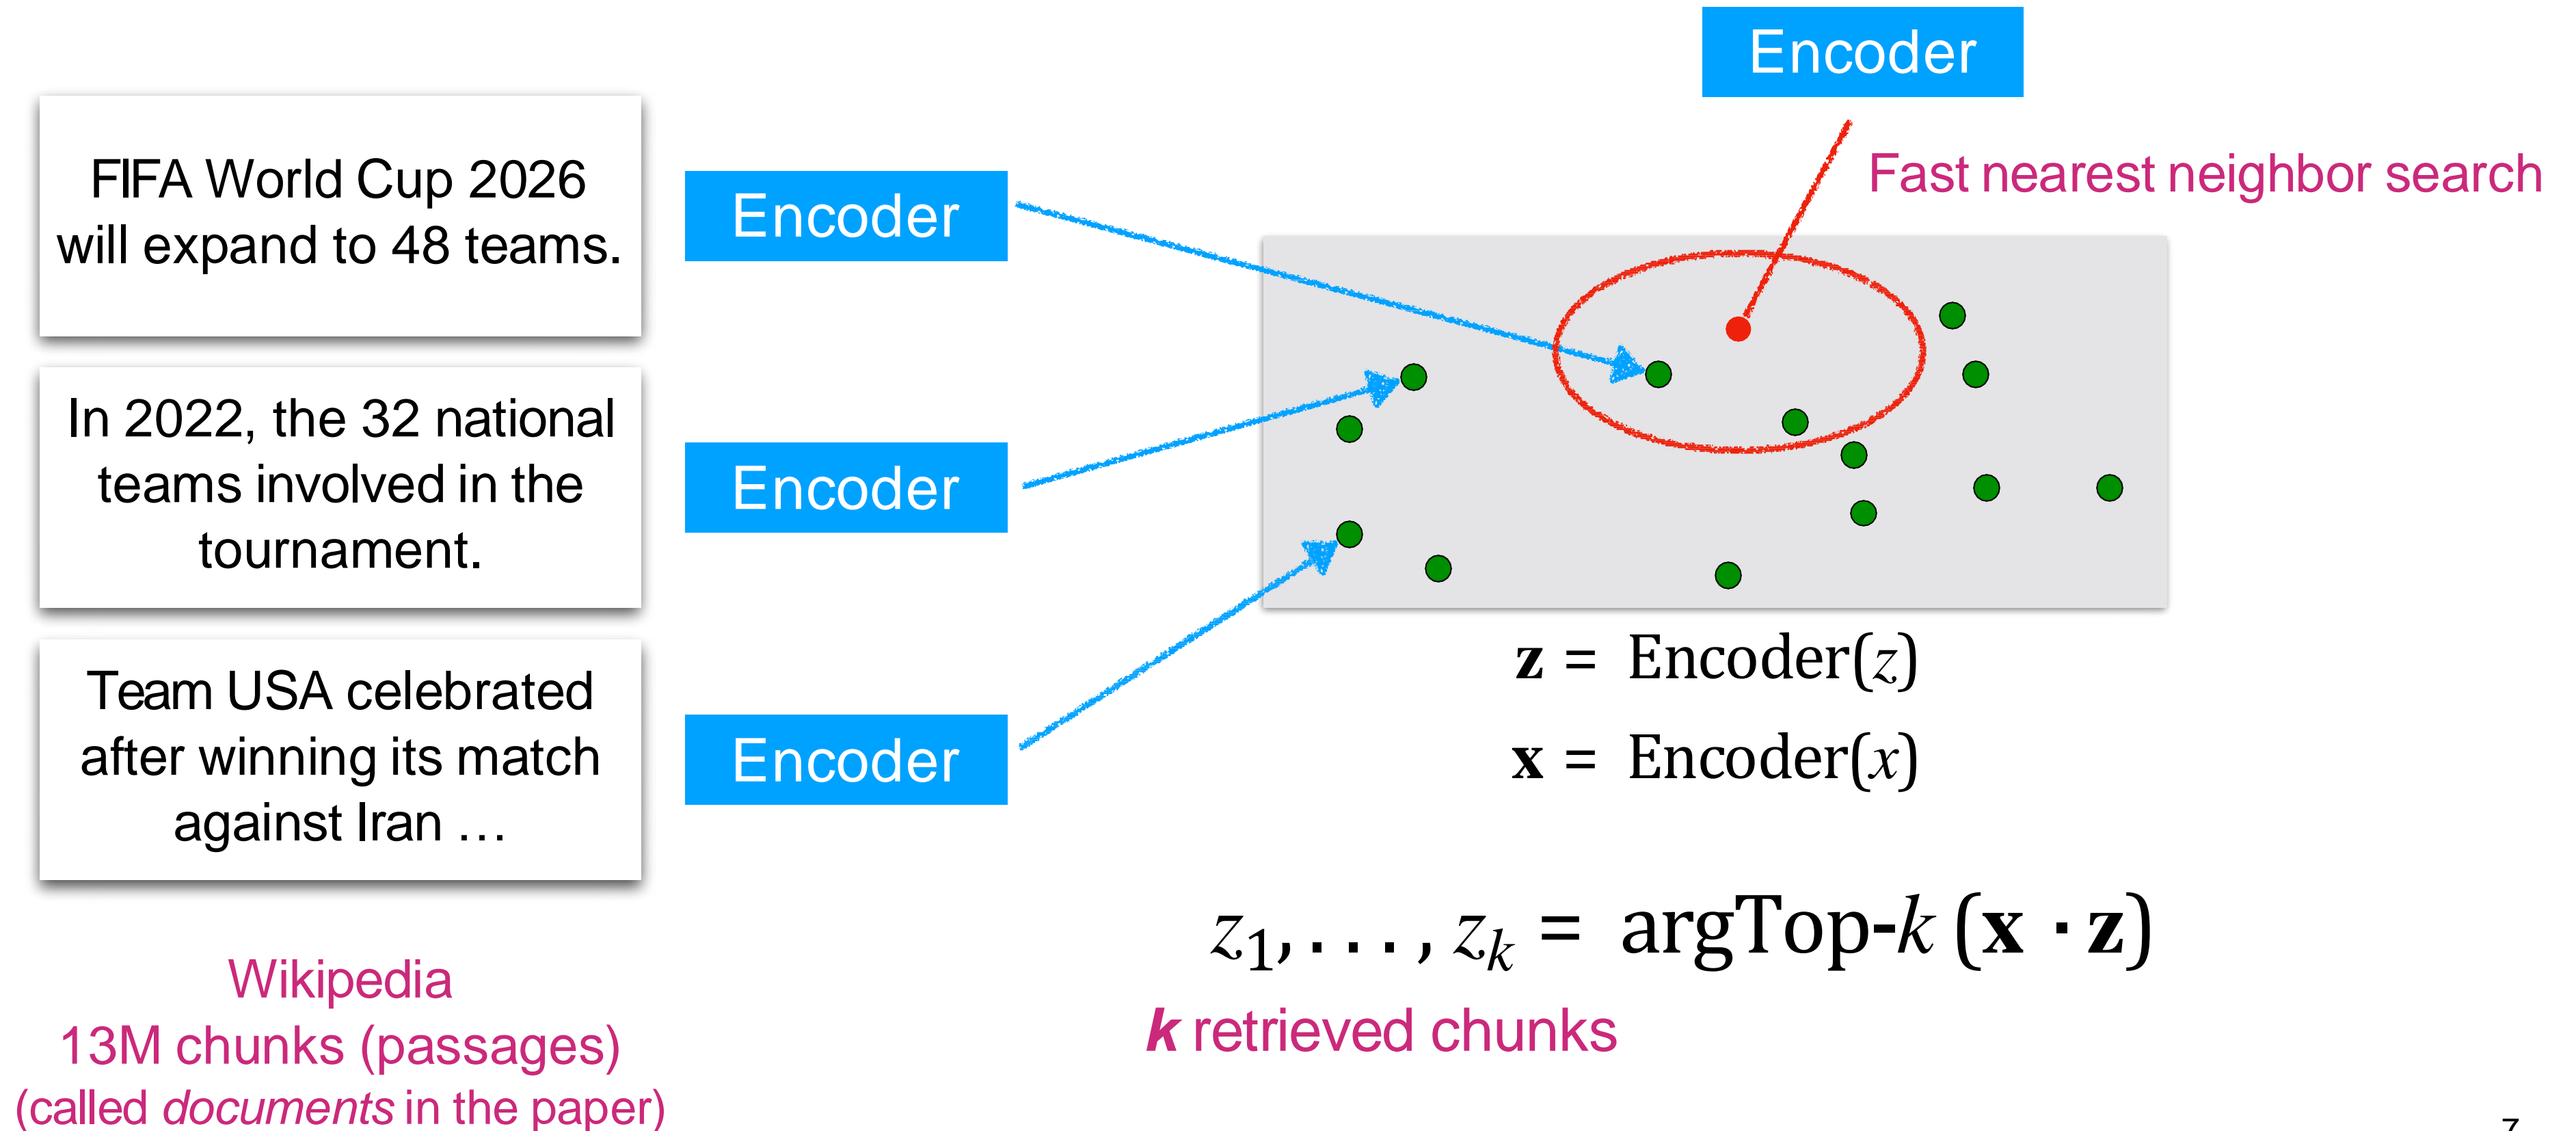 Encoder
Fast nearest neighbor search
FIFA World Cup 2026
will expand to 48 teams.
Encoder
In 2022, the 32 national
teams involved in the
tournament.
Encoder
Team USA celebrated
after winning its match
against Iran …
Encoder
z = Encoder(z)
x = Encoder(x)
z₁, . . . , zₖ = argTop-k (x · z)
k retrieved chunks
Wikipedia
13M chunks (passages)
(called documents in the paper)